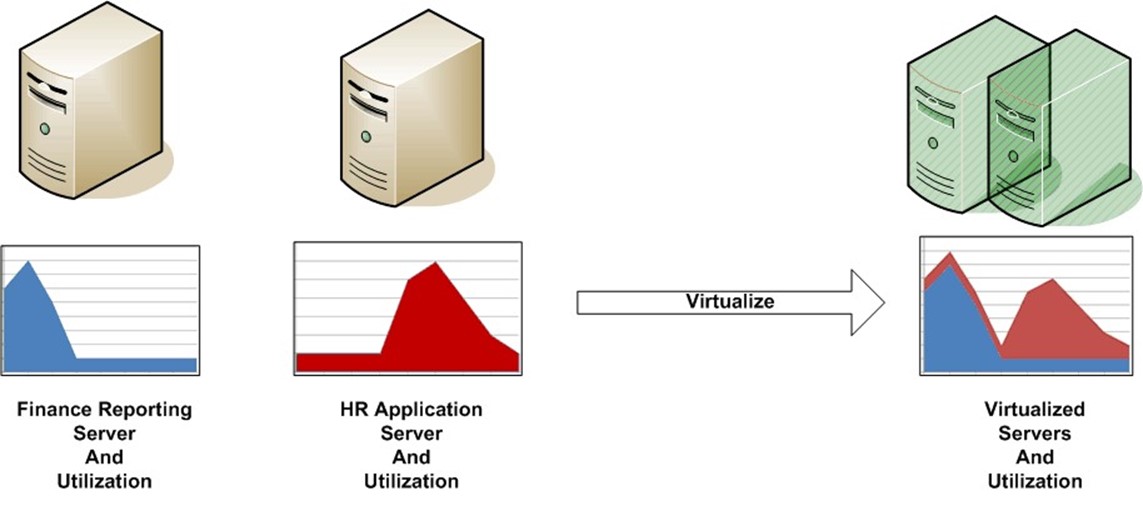 Virtualize
Finance Reporting
Server
And
Utilization
HR Application
Server
And
Utilization
Virtualized
Servers
And
Utilization